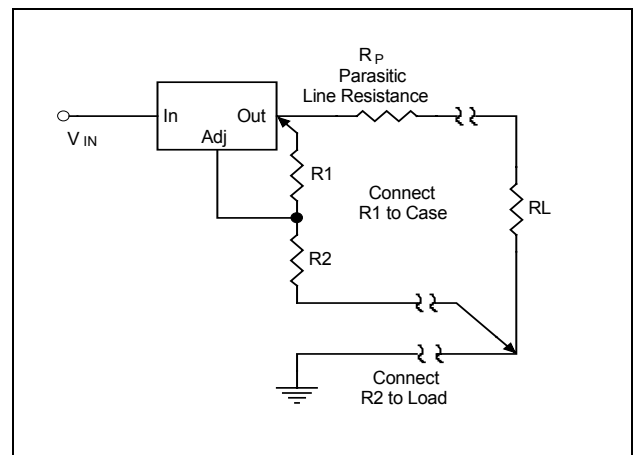 R P
Parasitic
Line Resistance
In
Out
Adj
V IN
R1
Connect
R1 to Case
RL
R2
Connect
R2 to Load